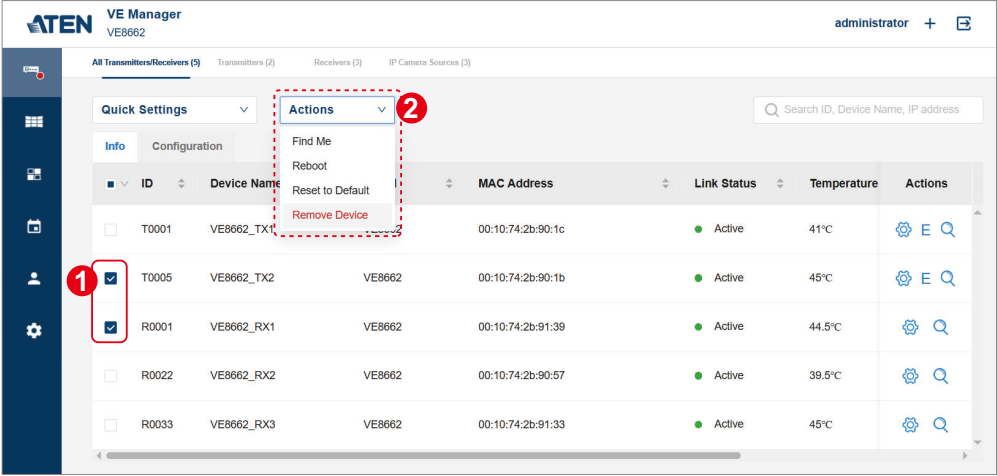 ATEN
VE Manager
VE8662
administrator
All Transmitters/Receivers (5) Transmitters (2) Receivers (3) IP Camera Sources (3)
Quick Settings Actions 2 Search ID, Device Name, IP address
Find Me
Info Configuration
Reboot
Reset to Default
Remove Device
ID Device Name MAC Address Link Status Temperature Actions
T0001 VE8662_TX1 VE8662 00:10:74:2b:90:1c Active 41°C E
1
T0005 VE8662_TX2 VE8662 00:10:74:2b:90:1b Active 45°C E
R0001 VE8662_RX1 VE8662 00:10:74:2b:91:39 Active 44.5°C
R0022 VE8662_RX2 VE8662 00:10:74:2b:90:57 Active 39.5°C
R0033 VE8662_RX3 VE8662 00:10:74:2b:91:33 Active 45°C